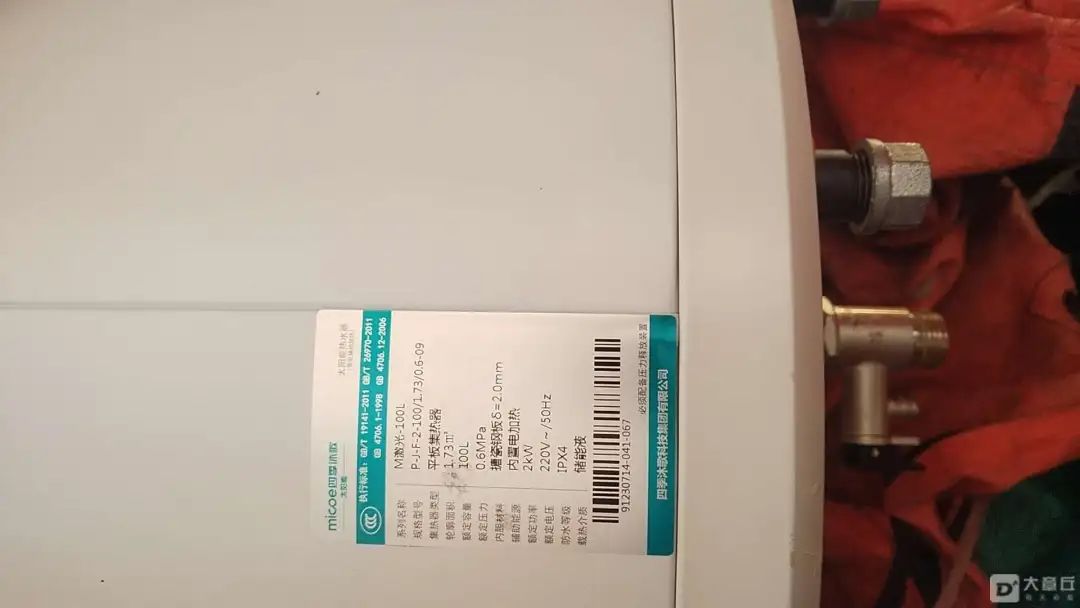 micoe四季沐歌
太阳能
太阳能热水器
执行标准：GB/T 19141-2011 GB/T 26970-2011
GB 4706.1-1998 GB 4706.12-2006
系列名称 M激光-100L
规格型号 P-J-F-2-100/1.73/0.6-09
集热器类型 平板集热器
轮廓面积 1.73㎡
额定容量 100L
额定压力 0.6MPa
内胆材料 搪瓷钢板δ=2.0mm
辅助能源 内置电加热
额定功率 2kW
额定电压 220V~/50Hz
防水等级 IPX4
载热介质 储能液
91230714-041-067
必须配备压力释放装置
四季沐歌科技集团有限公司
大章丘